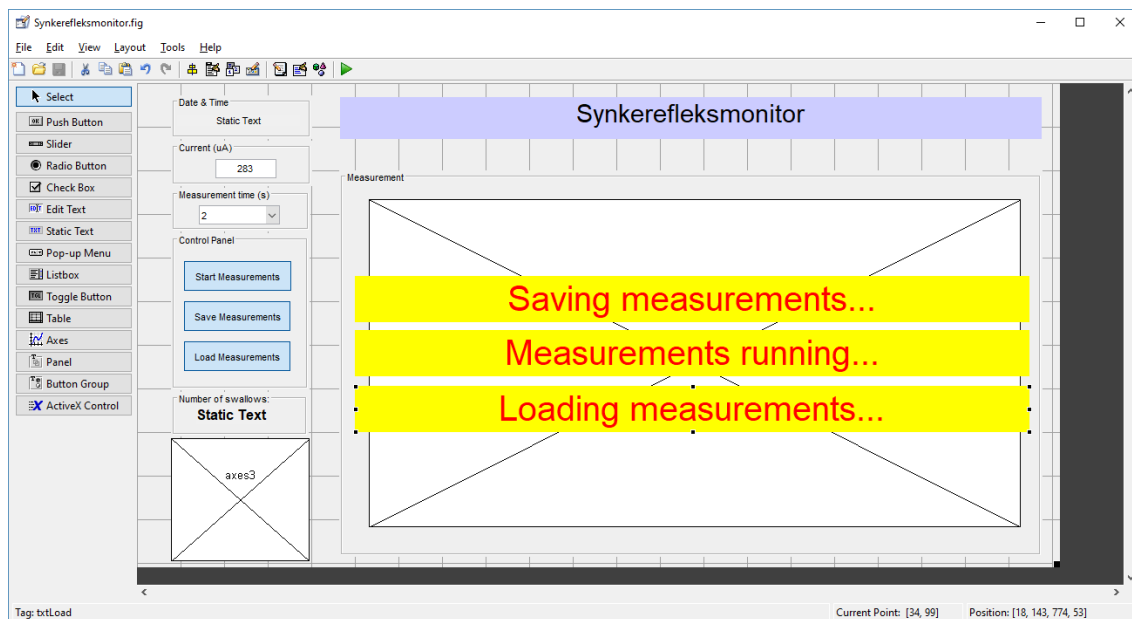 Synkerefleksmonitor.fig
File Edit View Layout Tools Help
Select
Push Button
Slider
Radio Button
Check Box
Edit Text
Static Text
Pop-up Menu
Listbox
Toggle Button
Table
Axes
Panel
Button Group
ActiveX Control
Date & Time
Static Text
Current (uA)
283
Measurement time (s)
2
Control Panel
Start Measurements
Save Measurements
Load Measurements
Number of swallows:
Static Text
axes3
Synkerefleksmonitor
Measurement
Saving measurements...
Measurements running...
Loading measurements...
Tag: txtLoad
Current Point: [34, 99]
Position: [18, 143, 774, 53]